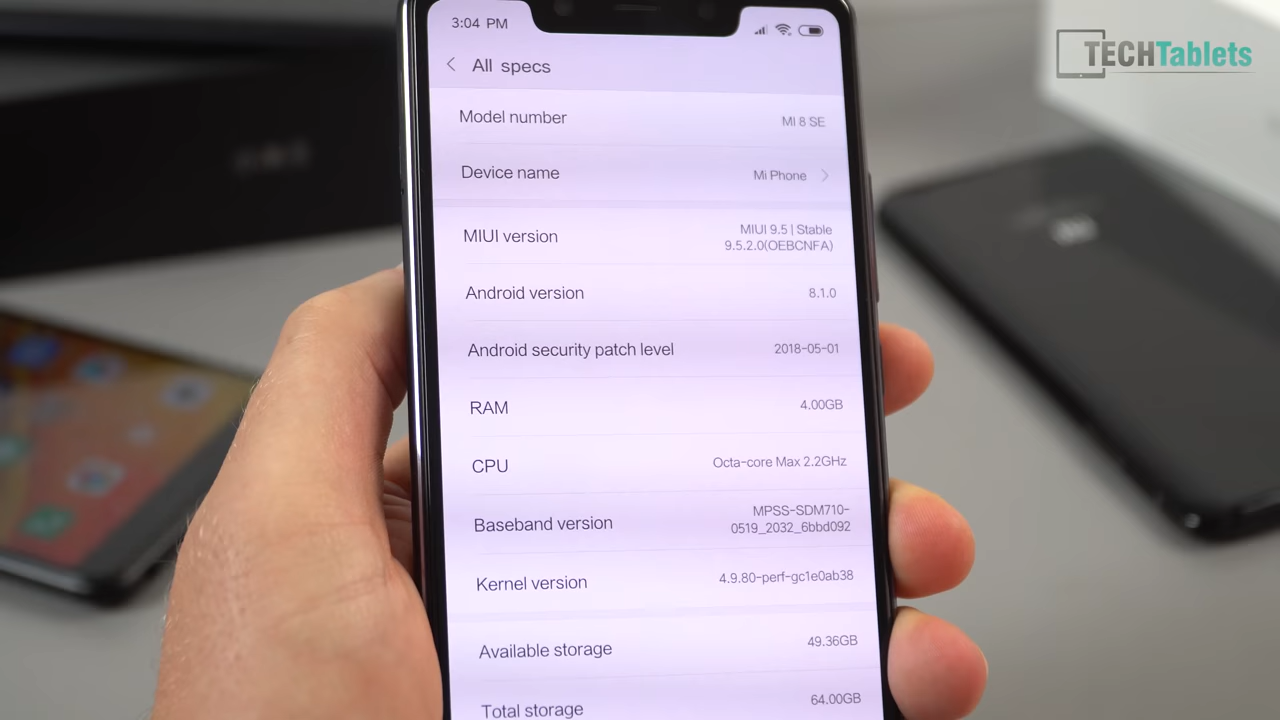 3:04 PM
TECHTablets
All specs
Model number
MI 8 SE
Device name
Mi Phone
MIUI version
MIUI 9.5 | Stable
9.5.2.0(OEBCNFA)
Android version
8.1.0
Android security patch level
2018-05-01
RAM
4.00GB
CPU
Octa-core Max 2.2GHz
Baseband version
MPSS-SDM710-
0519_2032_6bbd092
Kernel version
4.9.80-perf-gc1e0ab38
Available storage
49.36GB
Total storage
64.00GB